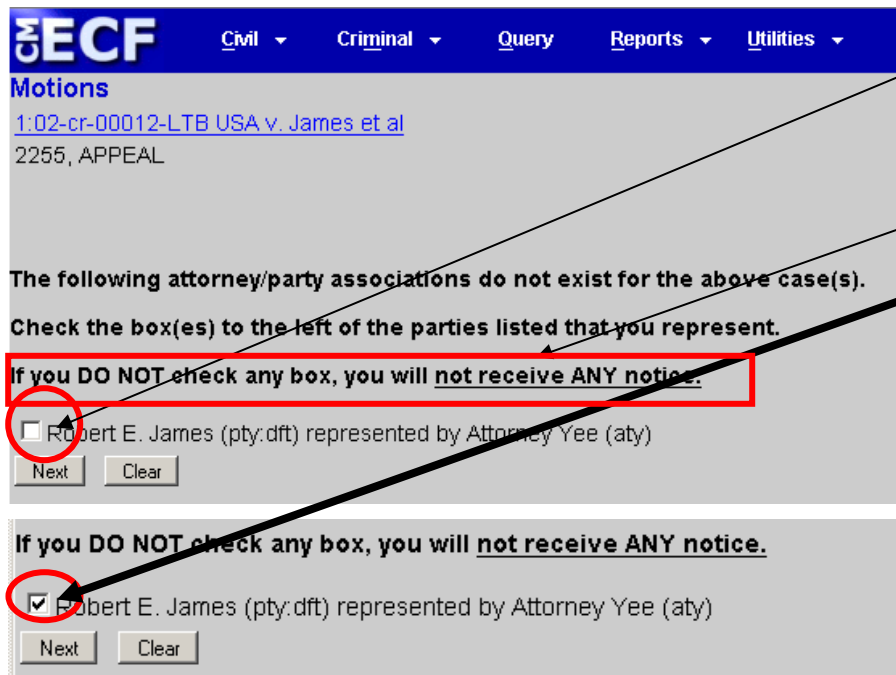 CM ECF Civil Criminal Query Reports Utilities
Motions
1:02-cr-00012-LTB USA v. James et al
2255, APPEAL
The following attorney/party associations do not exist for the above case(s).
Check the box(es) to the left of the parties listed that you represent.
If you DO NOT check any box, you will not receive ANY notice.
Robert E. James (pty:dft) represented by Attorney Yee (aty)
Next Clear
If you DO NOT check any box, you will not receive ANY notice.
Robert E. James (pty:dft) represented by Attorney Yee (aty)
Next Clear